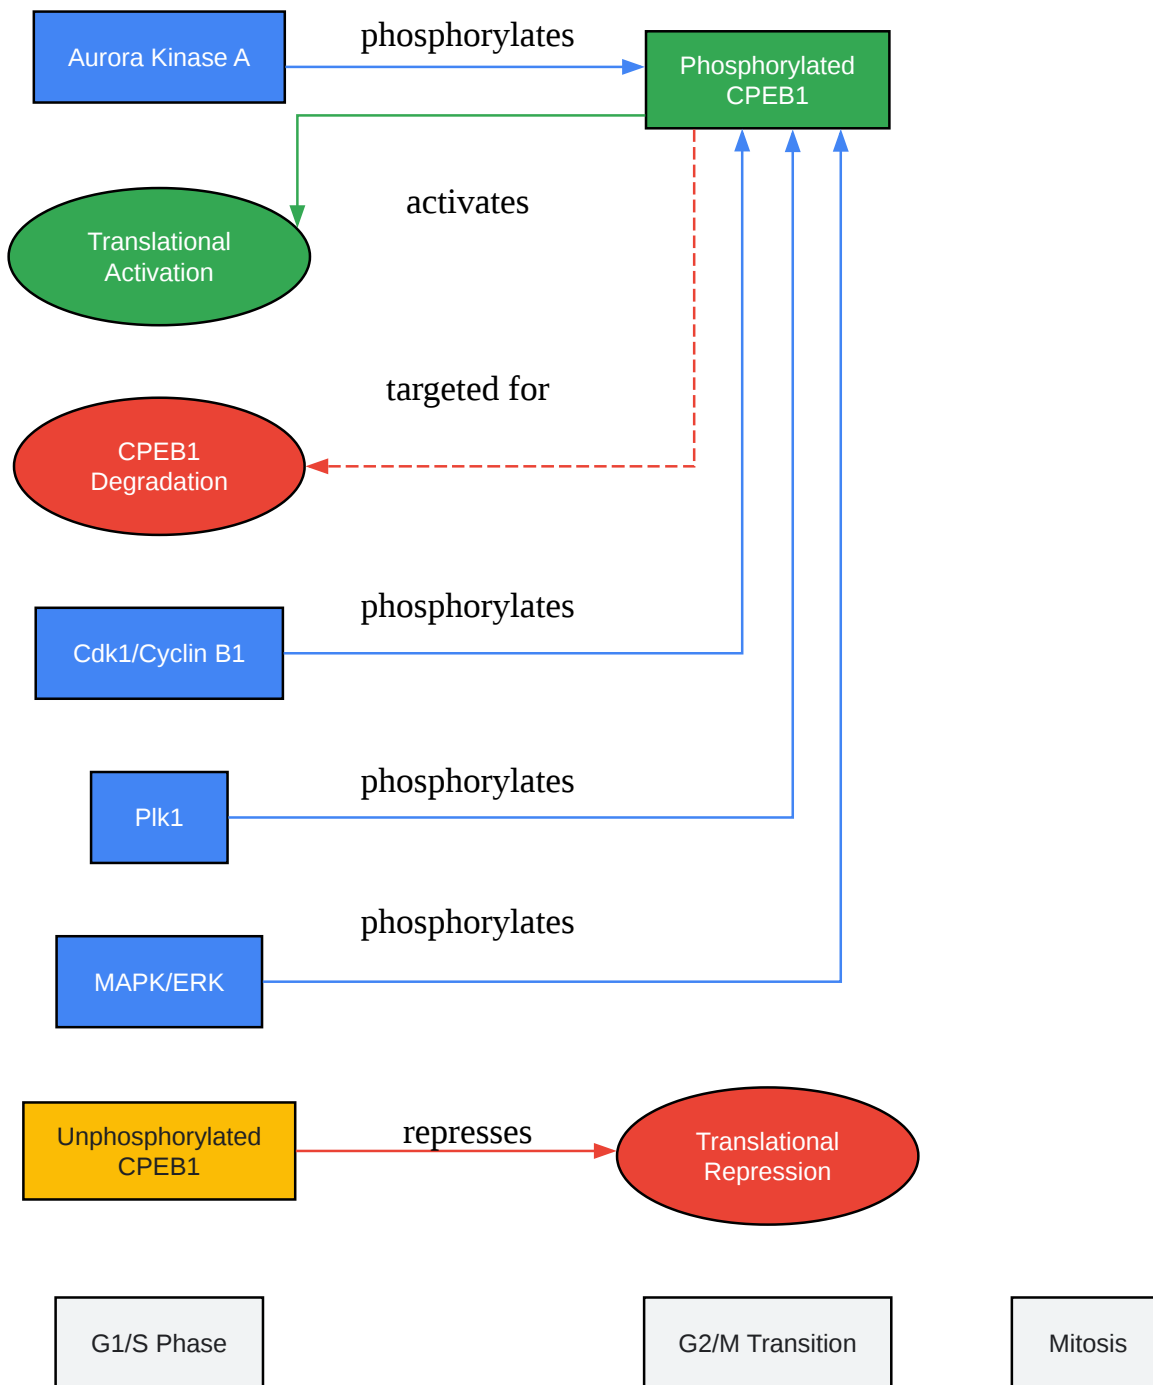 Aurora Kinase A
phosphorylates
Phosphorylated
CPEB1
activates
Translational
Activation
targeted for
CPEB1
Degradation
phosphorylates
Cdk1/Cyclin B1
phosphorylates
Plk1
phosphorylates
MAPK/ERK
Unphosphorylated
CPEB1
represses
Translational
Repression
G1/S Phase
G2/M Transition
Mitosis